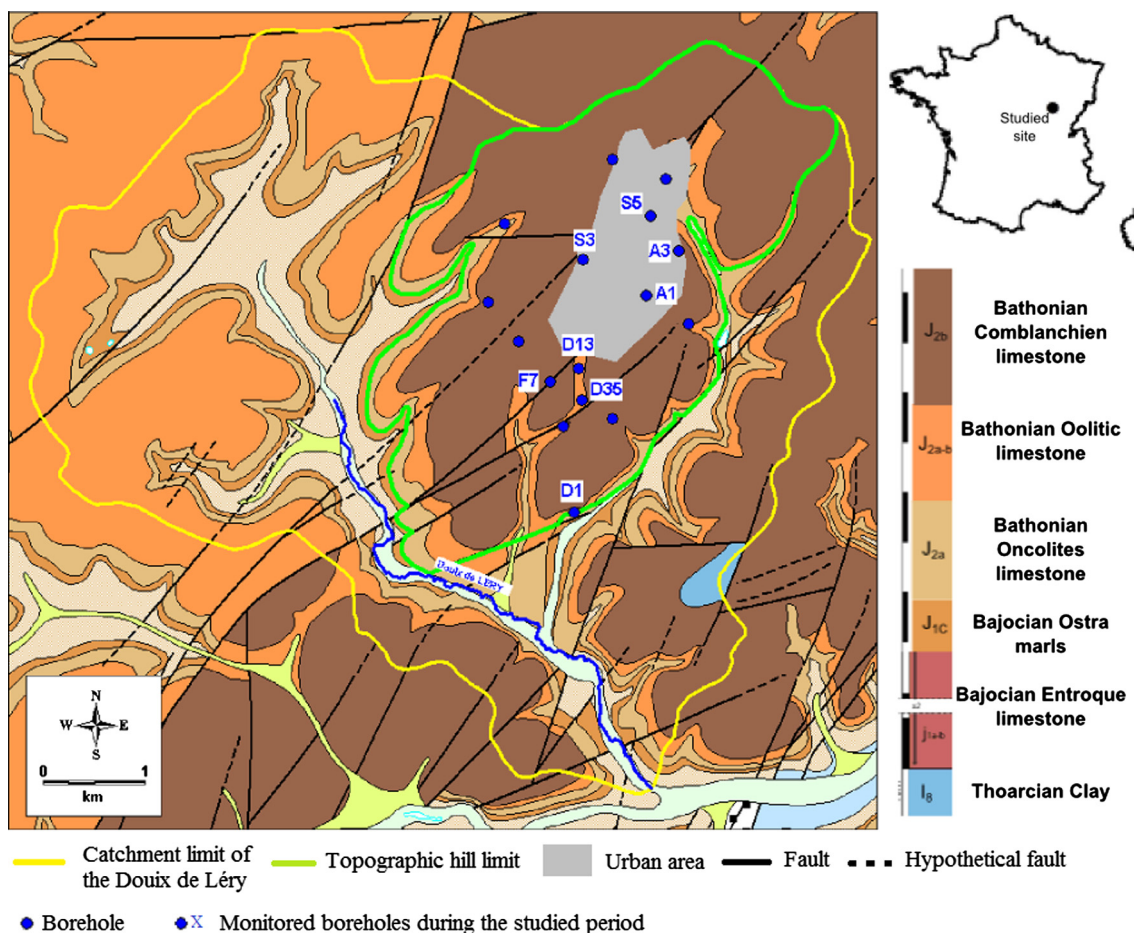 Studied
site
S5
S3
A3
A1
D13
F7
D35
D1
Douix de LERY
N
W E
S
0 1
km
J2b
Bathonian
Comblanchien
limestone
J2a-b
Bathonian Oolitic
limestone
J2a
Bathonian
Oncolites
limestone
J1C
Bajocian Ostra
marls
Bajocian Entroque
limestone
j1a-b
l8
Thoarcian Clay
Catchment limit of
the Douix de Léry
Topographic hill limit
Urban area
Fault
Hypothetical fault
Borehole
X Monitored boreholes during the studied period